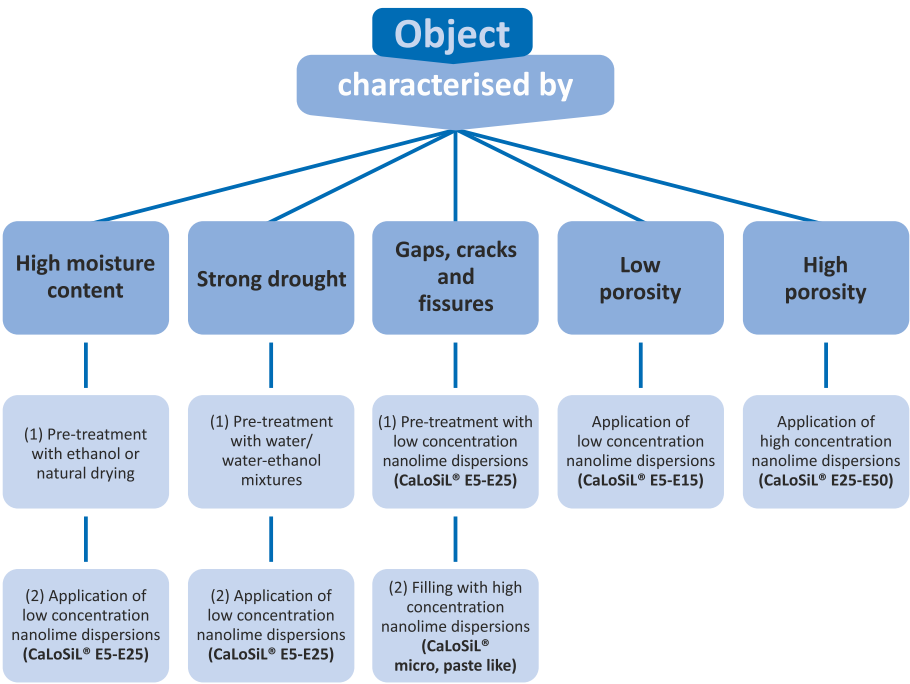 Object
characterised by
High moisture
content
Strong drought
Gaps, cracks
and
fissures
Low
porosity
High
porosity
(1) Pre-treatment
with ethanol or
natural drying
(1) Pre-treatment
with water/
water-ethanol
mixtures
(1) Pre-treatment with
low concentration
nanolime dispersions
(CaLoSiL® E5-E25)
Application of
low concentration
nanolime dispersions
(CaLoSiL® E5-E15)
Application of
high concentration
nanolime dispersions
(CaLoSiL® E25-E50)
(2) Application of
low concentration
nanolime dispersions
(CaLoSiL® E5-E25)
(2) Application of
low concentration
nanolime dispersions
(CaLoSiL® E5-E25)
(2) Filling with high
concentration
nanolime dispersions
(CaLoSiL®
micro, paste like)